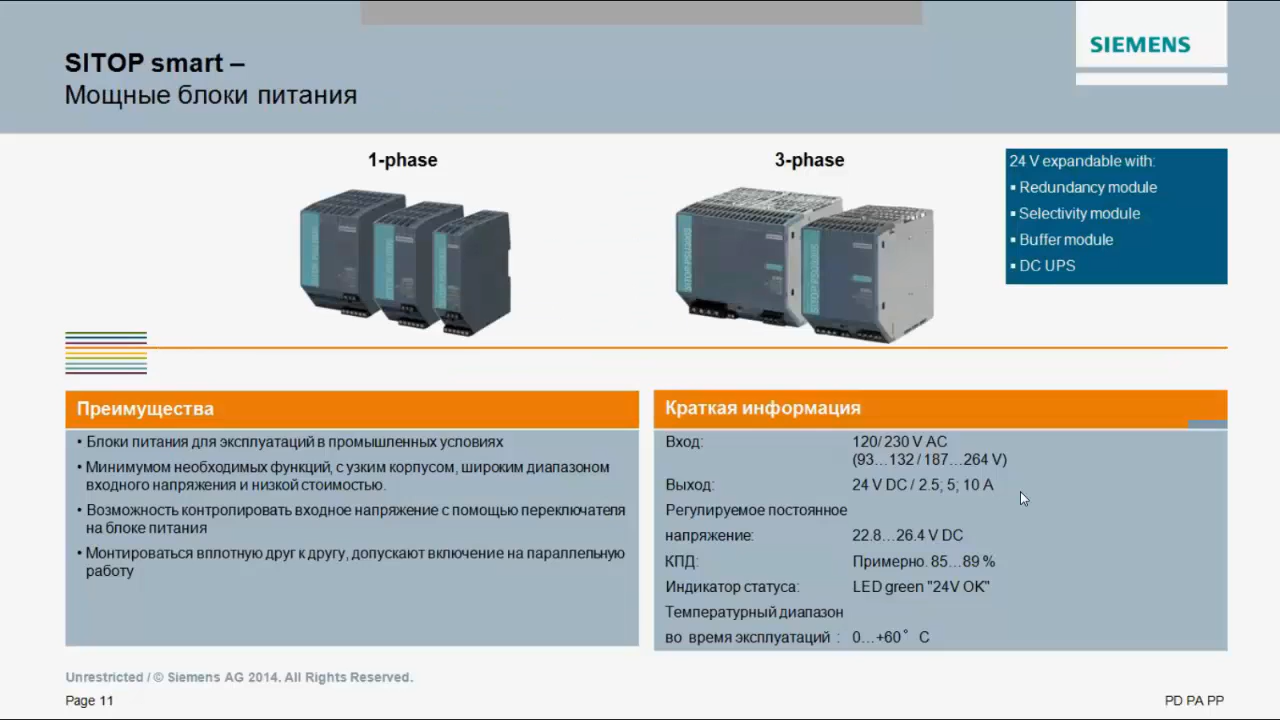 SITOP smart –
Мощные блоки питания
SIEMENS
1-phase
3-phase
24 V expandable with:
▪ Redundancy module
▪ Selectivity module
▪ Buffer module
▪ DC UPS
Преимущества
• Блоки питания для эксплуатаций в промышленных условиях
• Минимумом необходимых функций, с узким корпусом, широким диапазоном
входного напряжения и низкой стоимостью.
• Возможность контролировать входное напряжение с помощью переключателя
на блоке питания
• Монтироваться вплотную друг к другу, допускают включение на параллельную
работу
Краткая информация
Вход: 120/ 230 V AC
(93…132 / 187…264 V)
Выход: 24 V DC / 2.5; 5; 10 A
Регулируемое постоянное
напряжение: 22.8…26.4 V DC
КПД: Примерно. 85…89 %
Индикатор статуса: LED green "24V OK"
Температурный диапазон
во время эксплуатаций : 0…+60° C
Unrestricted / © Siemens AG 2014. All Rights Reserved.
Page 11
PD PA PP